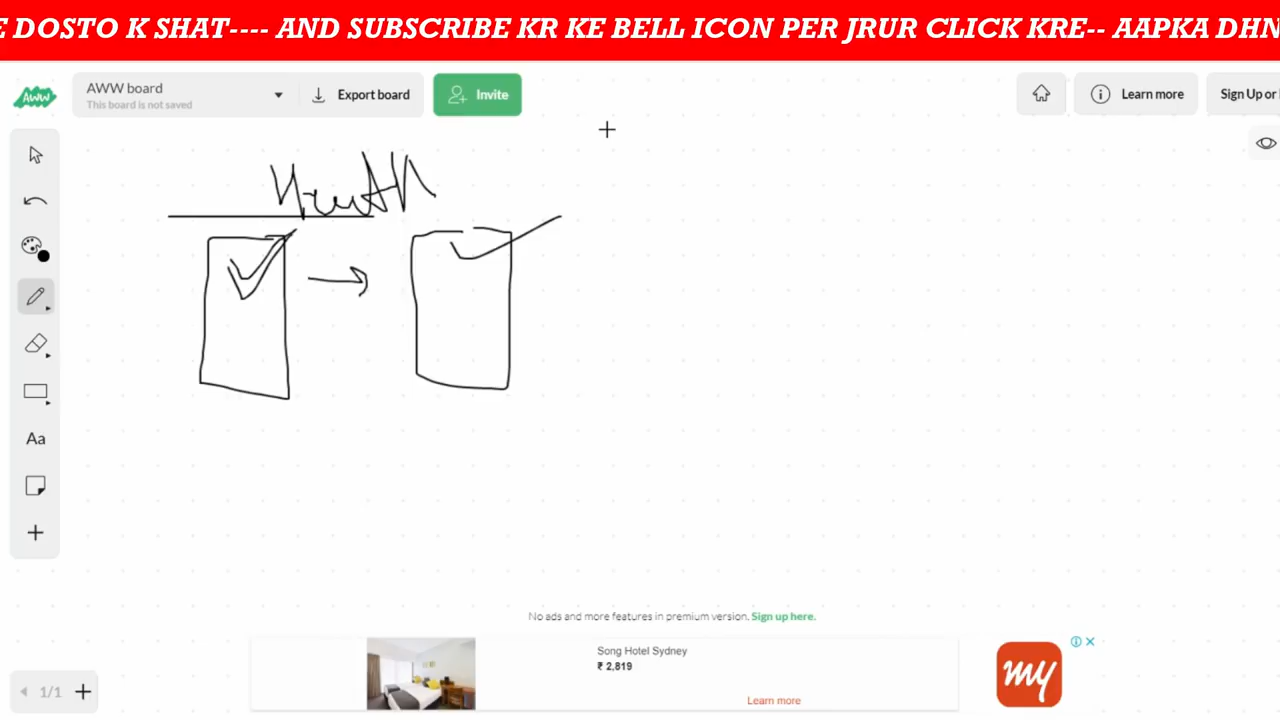 E DOSTO K SHAT---- AND SUBSCRIBE KR KE BELL ICON PER JRUR CLICK KRE-- AAPKA DHN
AWW
AWW board
This board is not saved
Export board
Invite
Learn more
Sign Up or
Aa
No ads and more features in premium version. Sign up here.
Song Hotel Sydney
₹ 2,819
Learn more
my
1/1